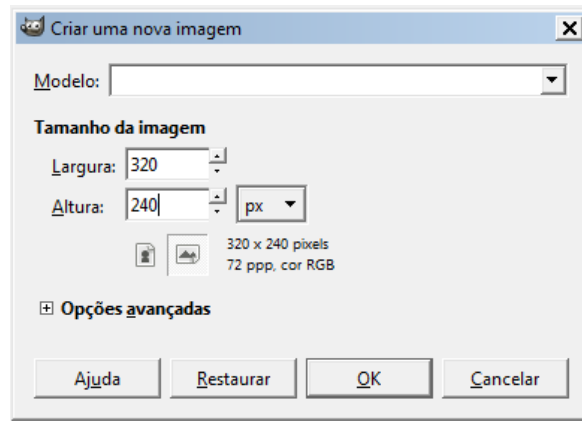 Criar uma nova imagem
Modelo:
Tamanho da imagem
Largura: 320
Altura: 240 px
320 x 240 pixels
72 ppp, cor RGB
Opções avançadas
Ajuda Restaurar OK Cancelar